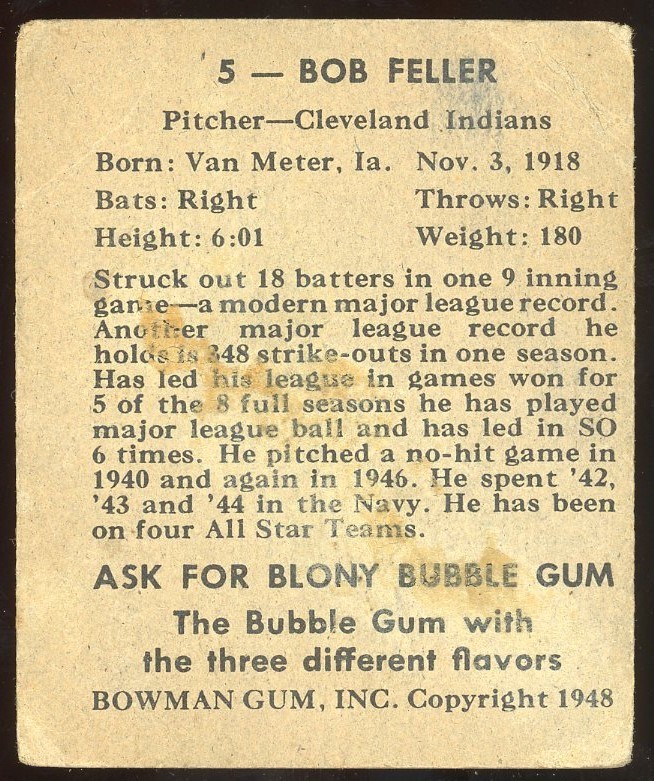 5 — BOB FELLER
Pitcher—Cleveland Indians
Born: Van Meter, Ia. Nov. 3, 1918
Bats: Right Throws: Right
Height: 6:01 Weight: 180
Struck out 18 batters in one 9 inning
game—a modern major league record.
Another major league record he
holds is 348 strike-outs in one season.
Has led his league in games won for
5 of the 8 full seasons he has played
major league ball and has led in SO
6 times. He pitched a no-hit game in
1940 and again in 1946. He spent '42,
'43 and '44 in the Navy. He has been
on four All Star Teams.
ASK FOR BLONY BUBBLE GUM
The Bubble Gum with
the three different flavors
BOWMAN GUM, INC. Copyright 1948